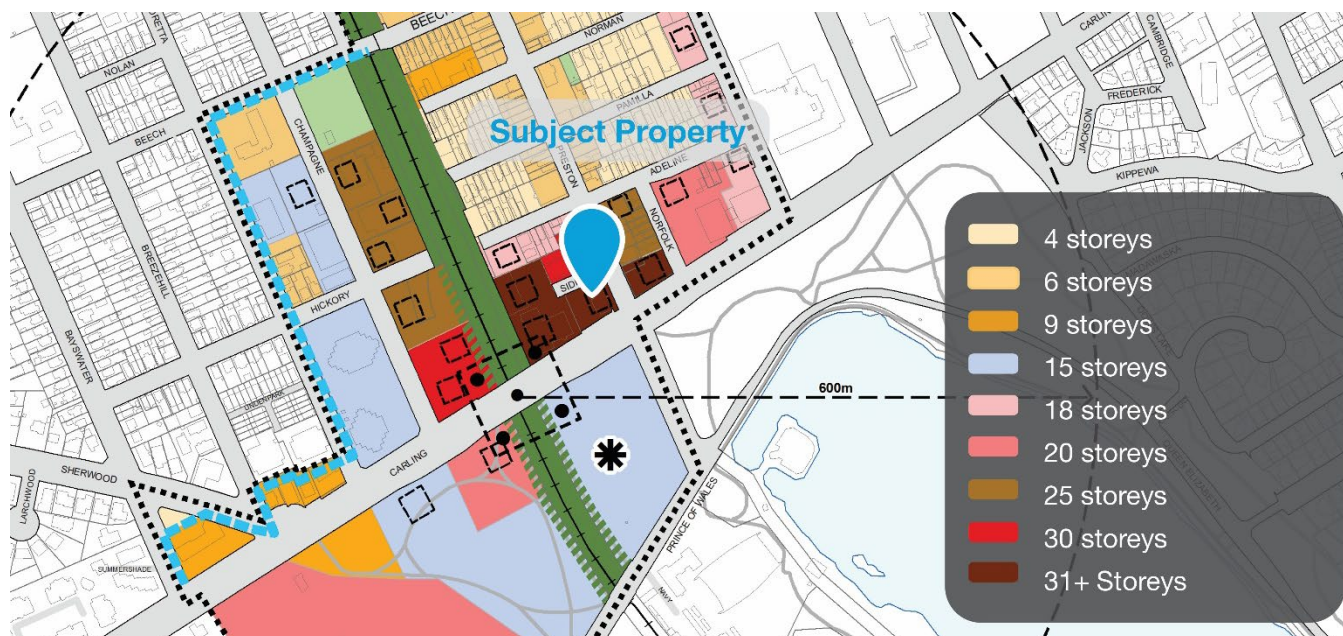 BEECH
NORMAN
NOLAN
BEECH
CHAMPAGNE
PAMILLA
Subject Property
PRESTON
ADELINE
NORFOLK
CARLING
CAMBRIDGE
FREDERICK
JACKSON
KIPPEWA
BREEZEHILL
HICKORY
BAYSWATER
600m
CARLING
SHERWOOD
LARCHWOOD
SUMMERSHADE
PRINCE OF WALES
NAVY
4 storeys
6 storeys
9 storeys
15 storeys
18 storeys
20 storeys
25 storeys
30 storeys
31+ Storeys